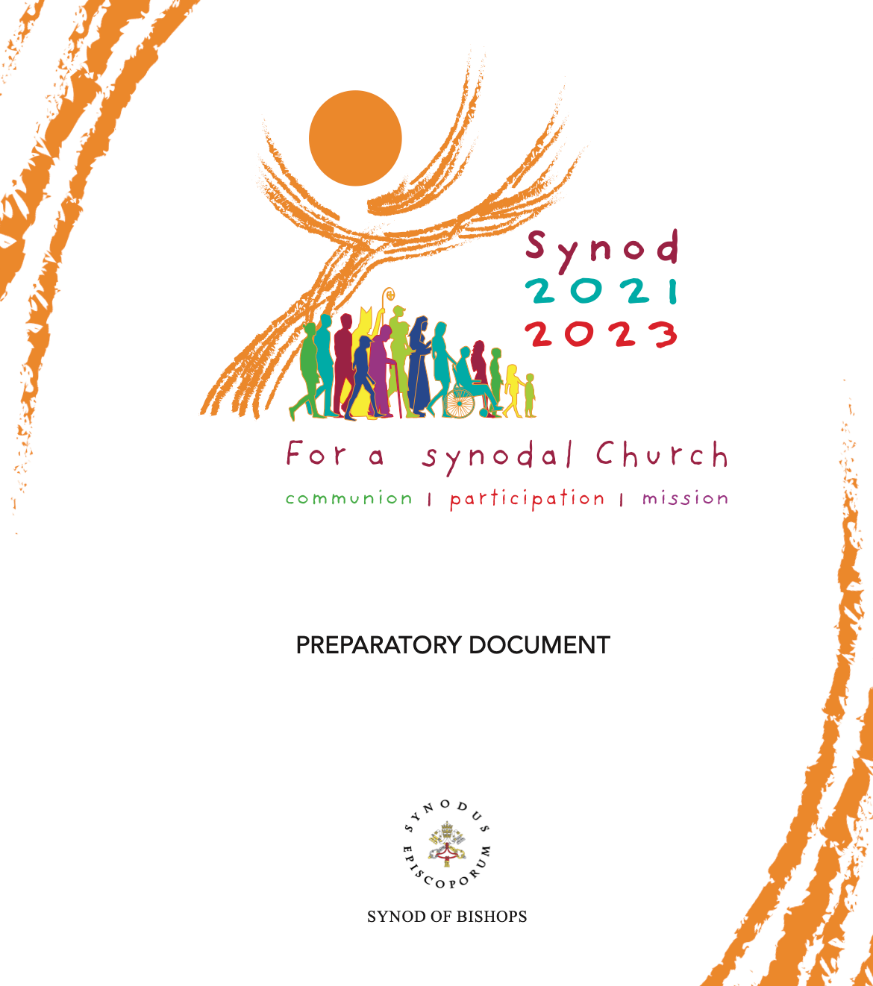 Synod
2021
2023
For a synodal Church
communion | participation | mission
PREPARATORY DOCUMENT
SYNODUS
EPISCOPORUM
SYNOD OF BISHOPS